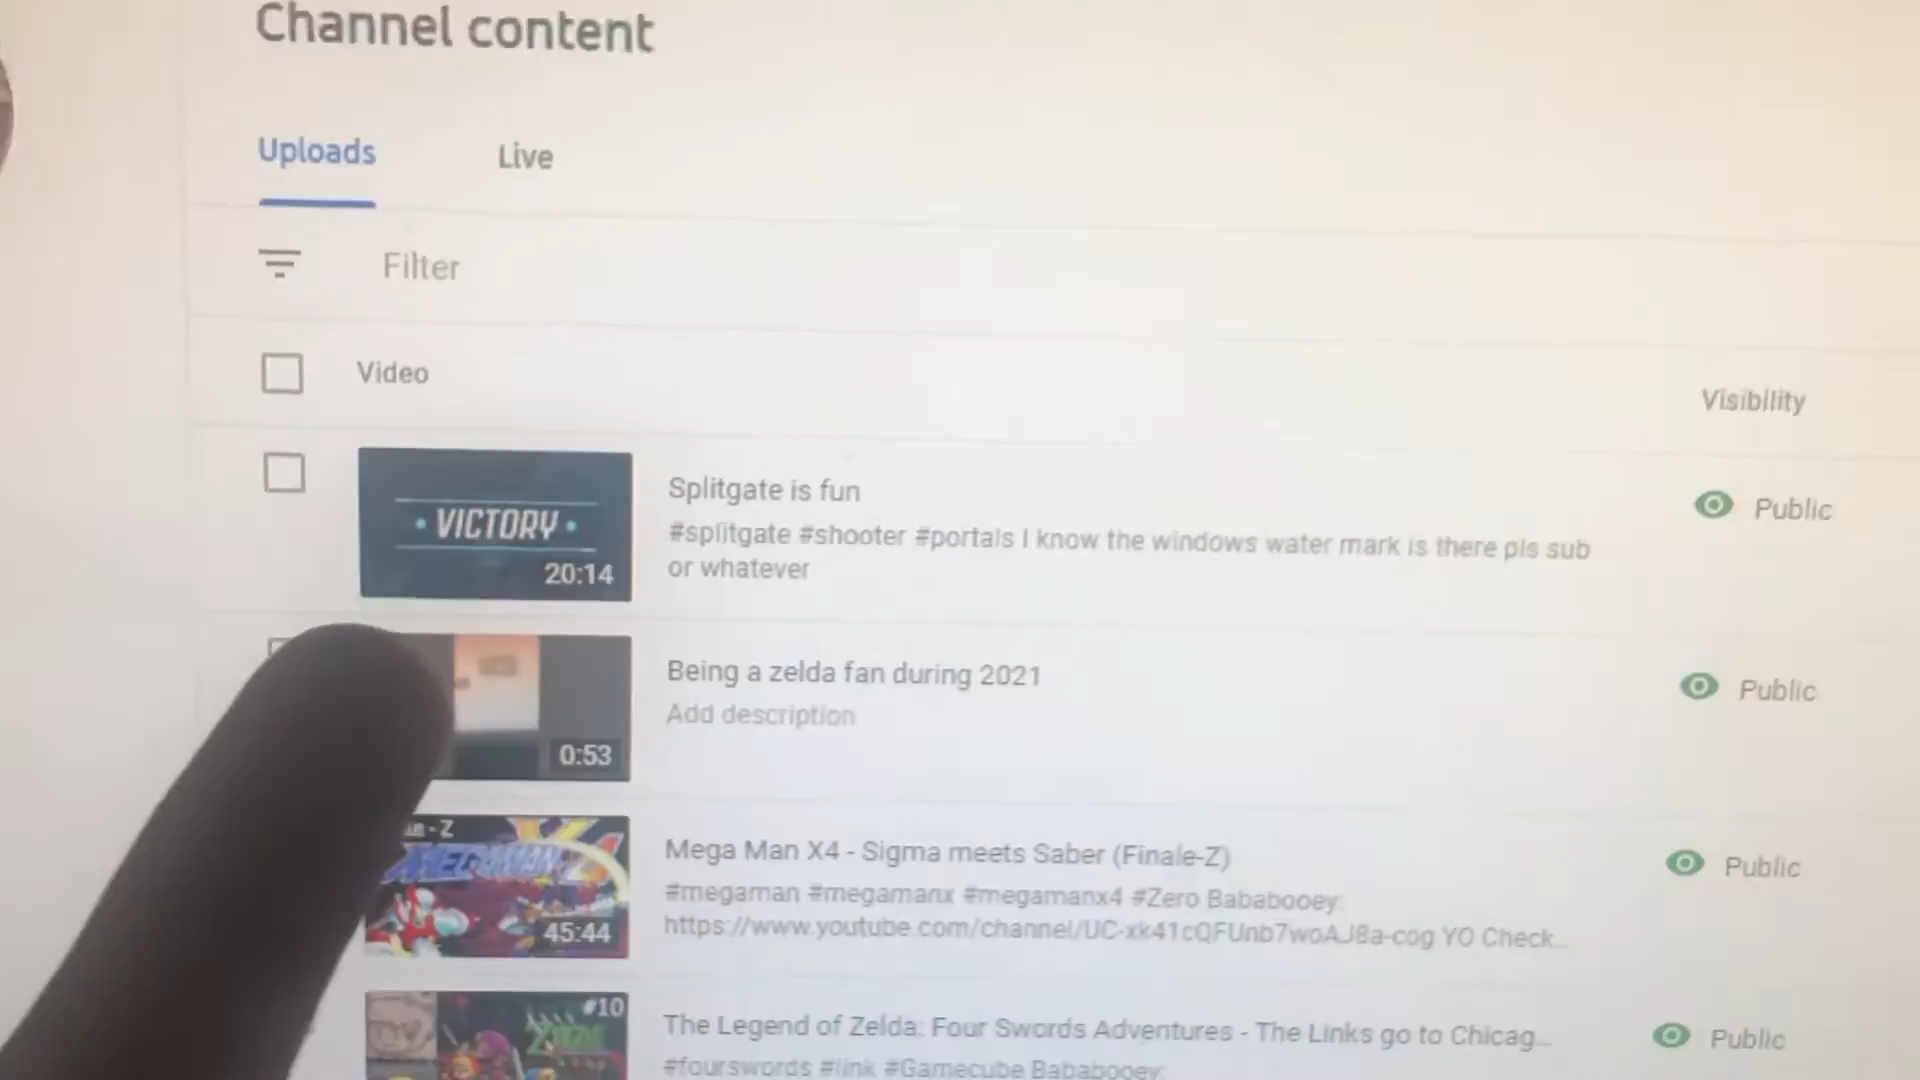 Channel content
Uploads
Live
Filter
Video
Visibility
VICTORY
20:14
Splitgate is fun
#splitgate #shooter #portals I know the windows water mark is there pls sub
or whatever
Public
0:53
Being a zelda fan during 2021
Add description
Public
- Z
MEGAMAN X4
45:44
Mega Man X4 - Sigma meets Saber (Finale-Z)
#megaman #megamanx #megamanx4 #Zero Bababooey:
https://www.youtube.com/channel/UC-xk41cQFUnb7woAJ8a-cog YO Check...
Public
#10
ZELDA
The Legend of Zelda: Four Swords Adventures - The Links go to Chicag...
#fourswords #link #Gamecube Bababooey:
Public